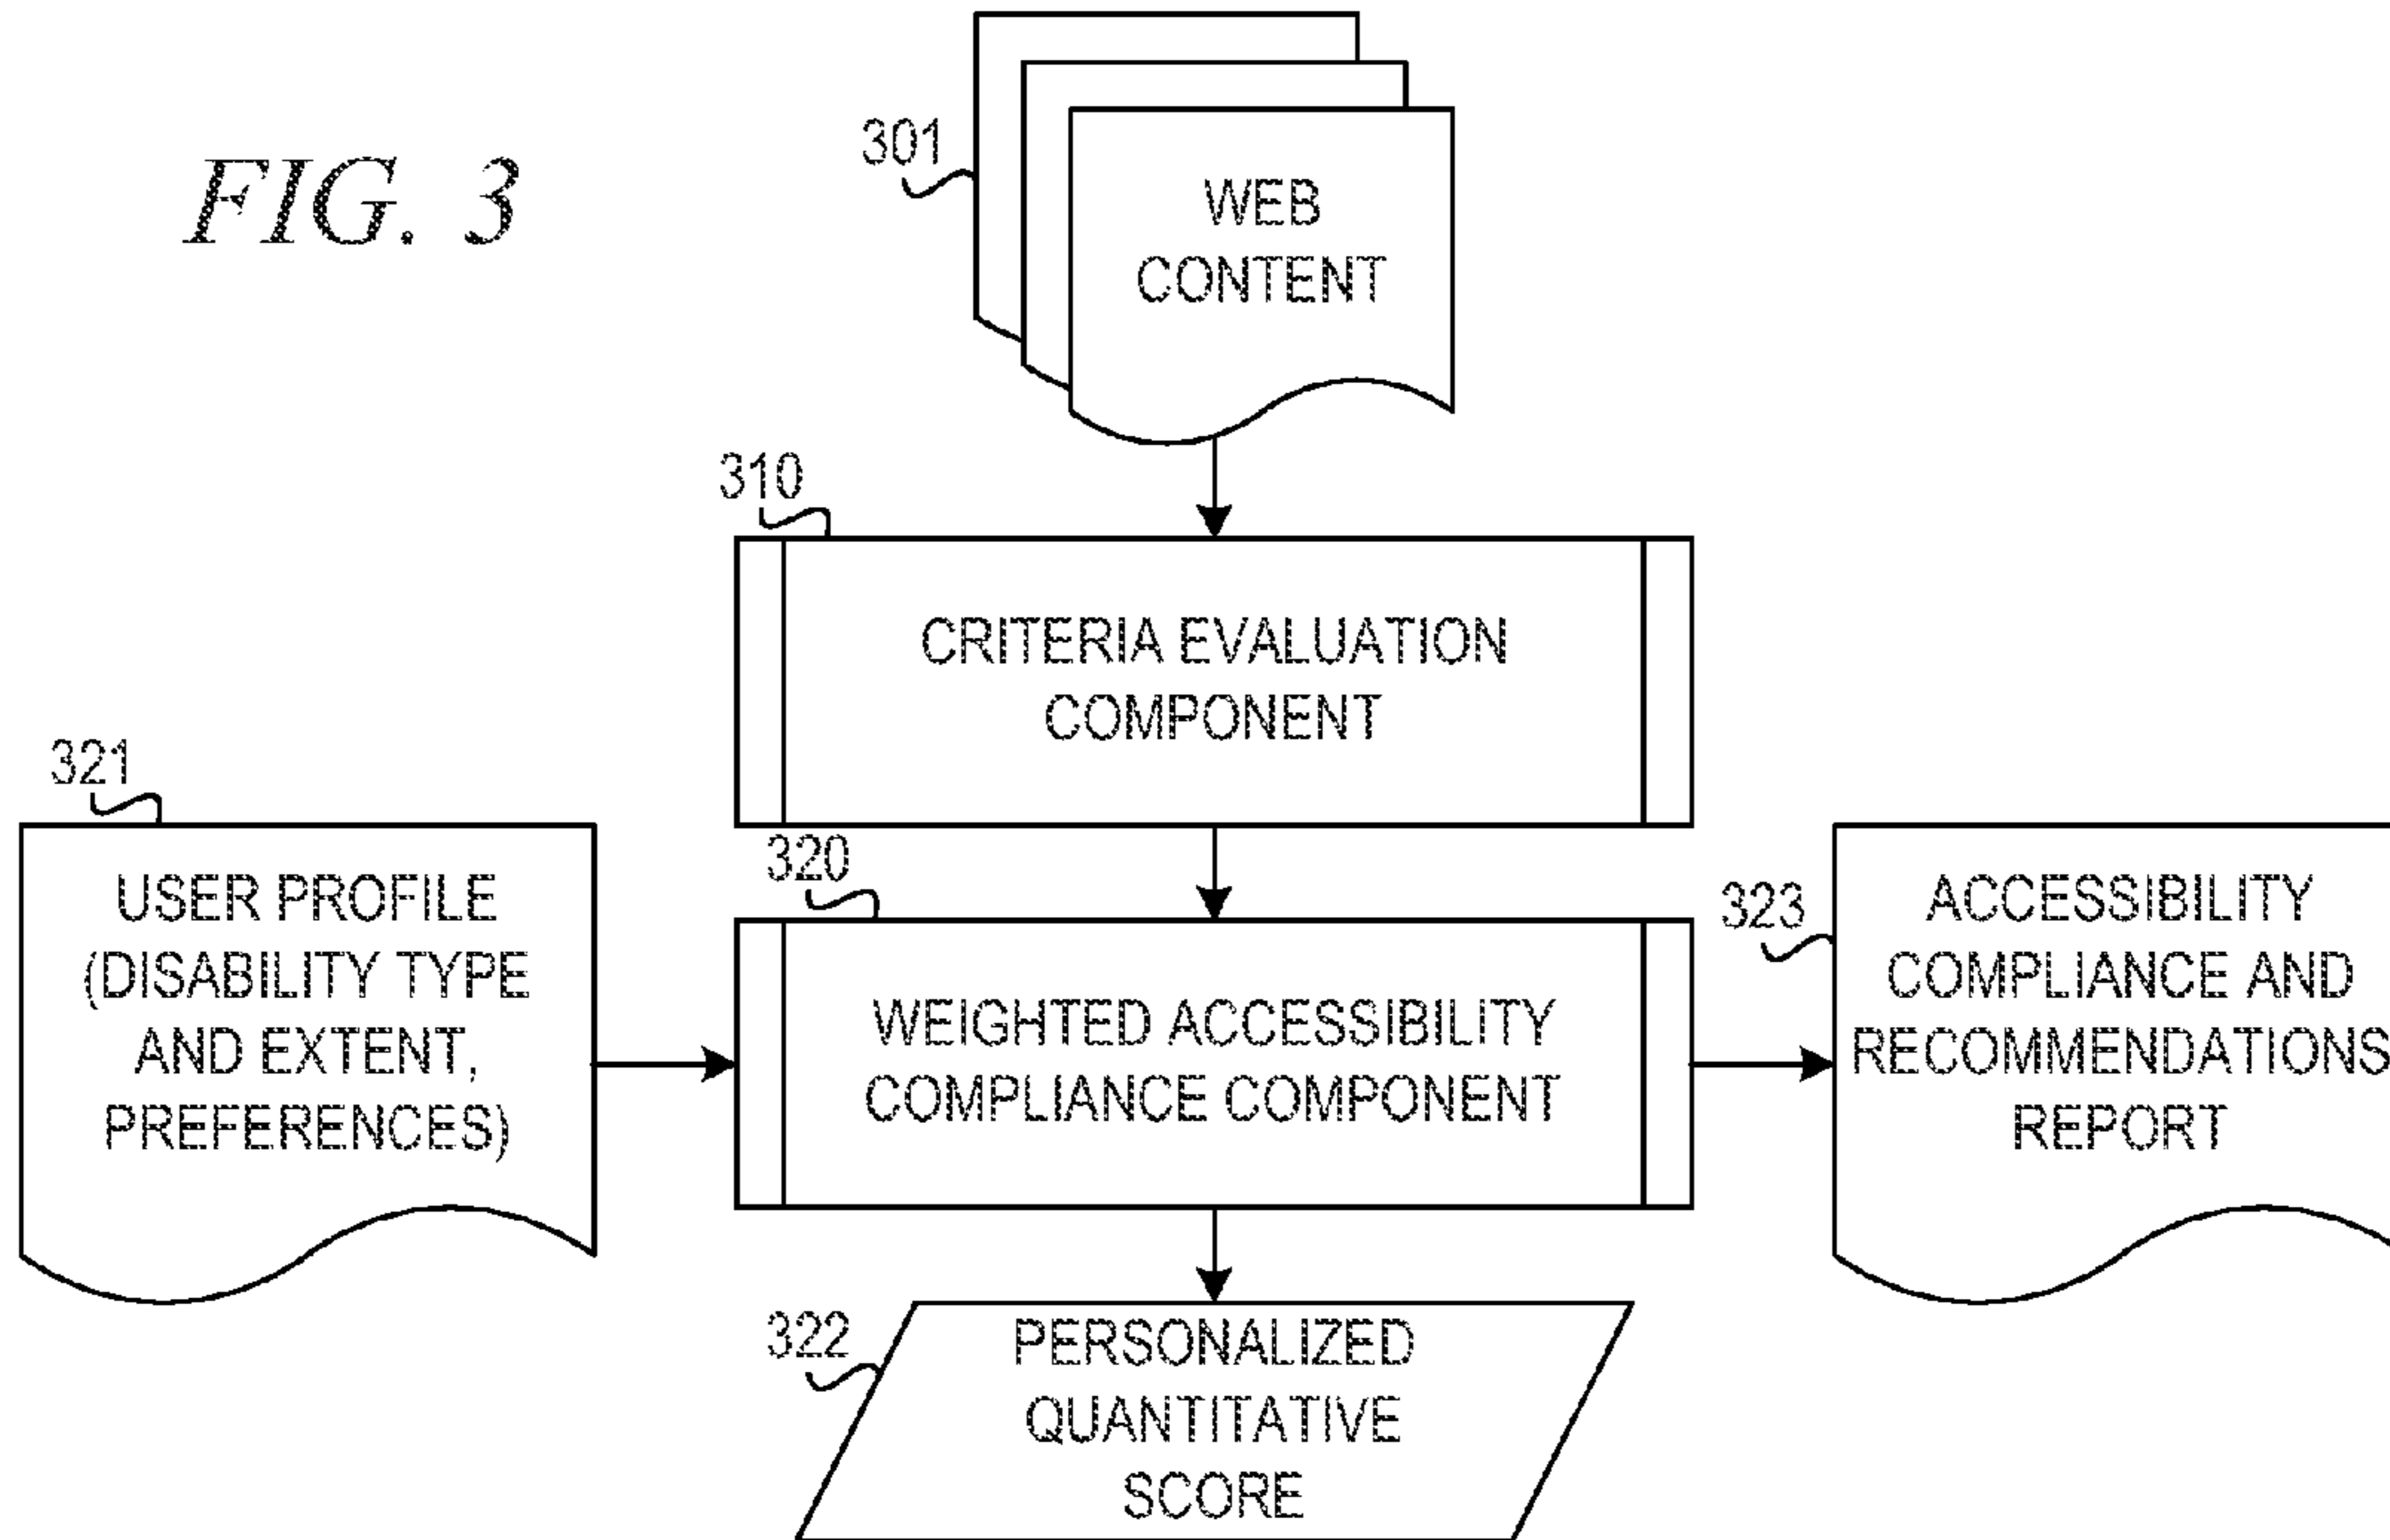 FIG. 3
301
WEB
CONTENT
310
CRITERIA EVALUATION
COMPONENT
321
USER PROFILE
(DISABILITY TYPE
AND EXTENT,
PREFERENCES)
320
WEIGHTED ACCESSIBILITY
COMPLIANCE COMPONENT
323
ACCESSIBILITY
COMPLIANCE AND
RECOMMENDATIONS
REPORT
322
PERSONALIZED
QUANTITATIVE
SCORE